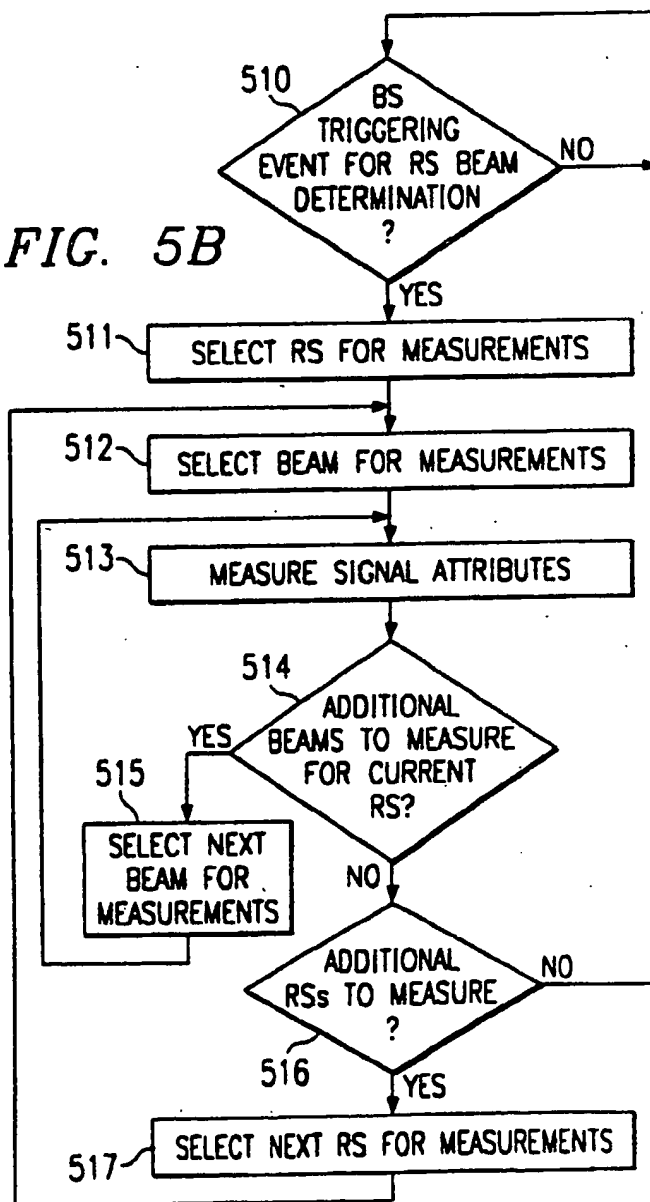 510
BS
TRIGGERING
EVENT FOR RS BEAM
DETERMINATION
?
NO
FIG. 5B
YES
511
SELECT RS FOR MEASUREMENTS
512
SELECT BEAM FOR MEASUREMENTS
513
MEASURE SIGNAL ATTRIBUTES
514
ADDITIONAL
BEAMS TO MEASURE
FOR CURRENT
RS?
YES
515
SELECT NEXT
BEAM FOR
MEASUREMENTS
NO
ADDITIONAL
RSs TO MEASURE
?
NO
516
YES
517
SELECT NEXT RS FOR MEASUREMENTS